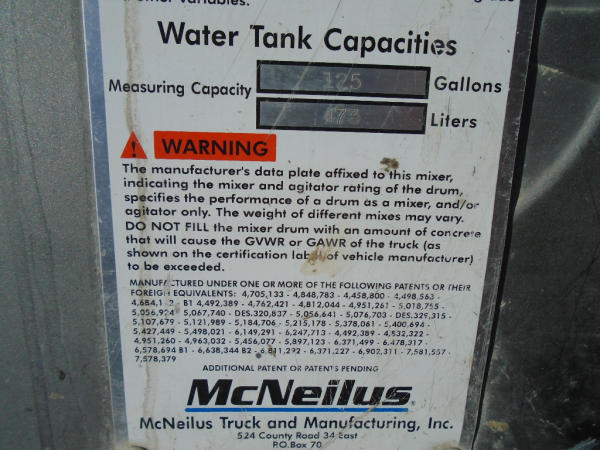 Water Tank Capacities
Measuring Capacity 125 Gallons
473 Liters
WARNING
The manufacturer's data plate affixed to this mixer,
indicating the mixer and agitator rating of the drum,
specifies the performance of a drum as a mixer, and/or
agitator only. The weight of different mixes may vary.
DO NOT FILL the mixer drum with an amount of concrete
that will cause the GVWR or GAWR of the truck (as
shown on the certification label of vehicle manufacturer)
to be exceeded.
MANUFACTURED UNDER ONE OR MORE OF THE FOLLOWING PATENTS OR THEIR
FOREIGN EQUIVALENTS: 4,705,133 - 4,848,783 - 4,458,800 - 4,498,563 -
B1 4,492,389 - 4,762,421 - 4,812,044 - 4,951,261 - 5,018,755 -
5,056,924 - 5,067,740 - DES.320,837 - 5,056,641 - 5,076,703 - DES.329,315 -
5,107,679 - 5,121,989 - 5,184,706 - 5,215,178 - 5,378,061 - 5,400,694 -
5,427,449 - 5,498,021 - 6,149,291 - 6,247,713 - 4,492,389 - 4,532,322 -
4,951,260 - 4,963,032 - 5,456,077 - 5,897,123 - 6,371,499 - 6,478,317 -
6,578,694 B1 - 6,638,344 B2 - 6,811,292 - 6,371,227 - 6,902,311 - 7,581,557 -
7,578,379
ADDITIONAL PATENT OR PATENTS PENDING
McNeilus
McNeilus Truck and Manufacturing, Inc.
524 County Road 34 East
P.O.Box 70